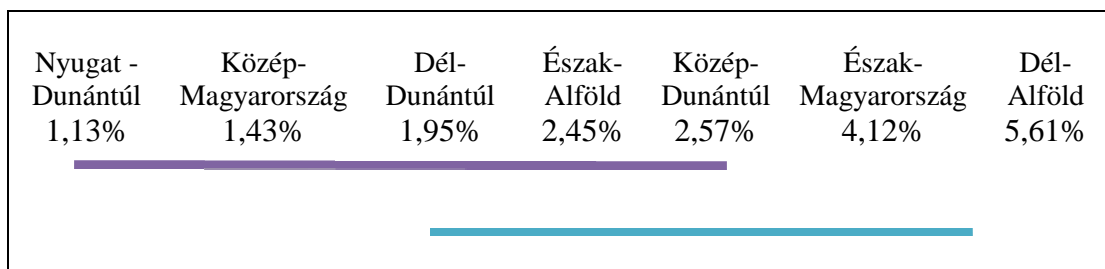 Nyugat - Közép- Dél- Észak- Közép- Észak- Dél-
Dunántúl Magyarország Dunántúl Alföld Dunántúl Magyarország Alföld
1,13% 1,43% 1,95% 2,45% 2,57% 4,12% 5,61%